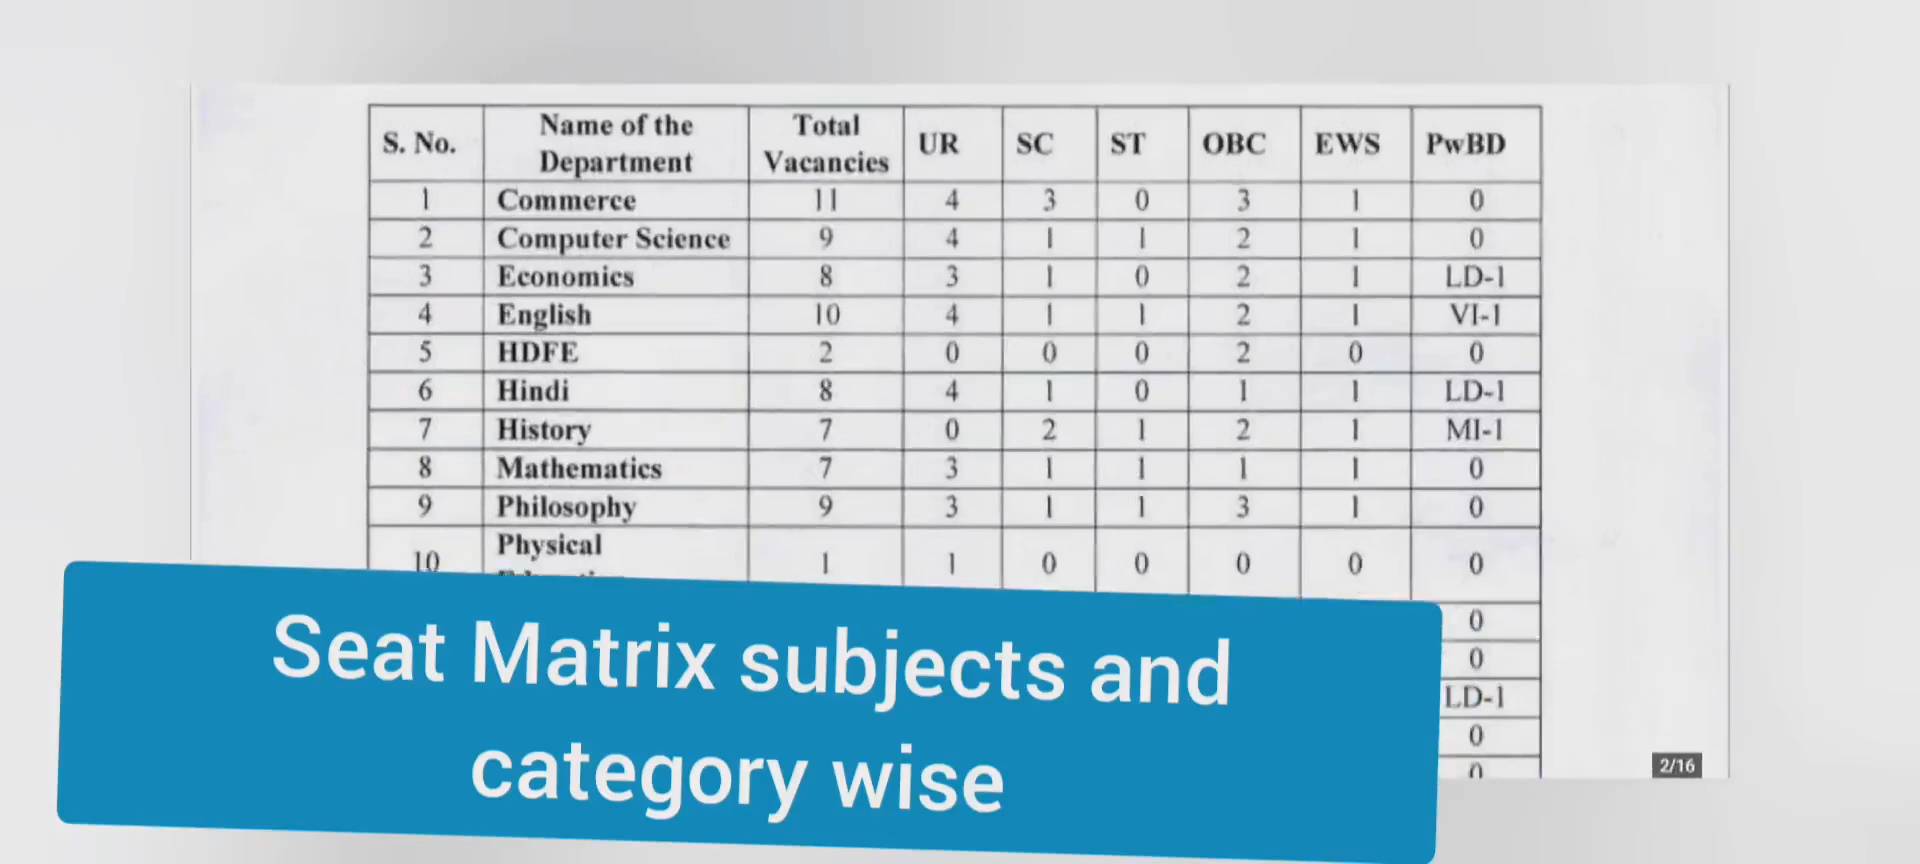 S. No. Name of the Department Total Vacancies UR SC ST OBC EWS PwBD
1 Commerce 11 4 3 0 3 1 0
2 Computer Science 9 4 1 1 2 1 0
3 Economics 8 3 1 0 2 1 LD-1
4 English 10 4 1 1 2 1 VI-1
5 HDFE 2 0 0 0 2 0 0
6 Hindi 8 4 1 0 1 1 LD-1
7 History 7 0 2 1 2 1 MI-1
8 Mathematics 7 3 1 1 1 1 0
9 Philosophy 9 3 1 1 3 1 0
10 Physical 1 1 0 0 0 0 0
0
0
LD-1
0
0
Seat Matrix subjects and
category wise
2/16